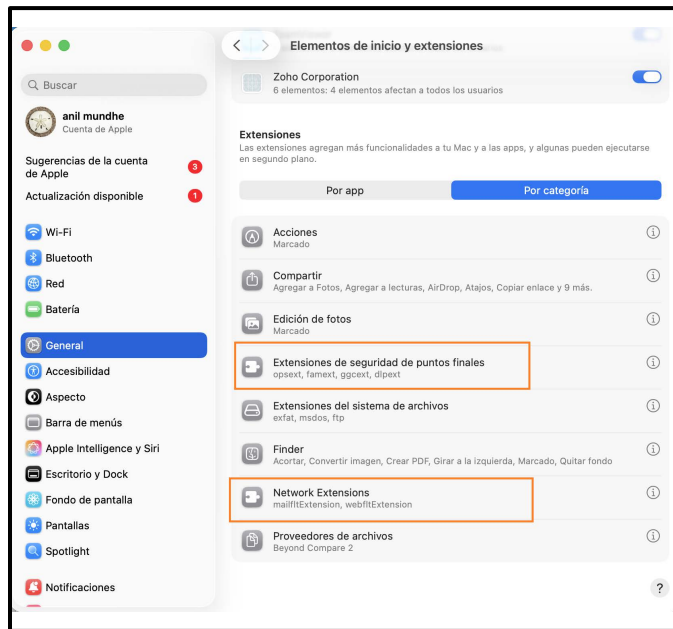 Elementos de inicio y extensiones
Buscar
anil mundhe
Cuenta de Apple
Sugerencias de la cuenta
de Apple
3
Actualización disponible
1
Wi-Fi
Bluetooth
Red
Batería
General
Accesibilidad
Aspecto
Barra de menús
Apple Intelligence y Siri
Escritorio y Dock
Fondo de pantalla
Pantallas
Spotlight
Notificaciones
Zoho Corporation
6 elementos: 4 elementos afectan a todos los usuarios
Extensiones
Las extensiones agregan más funcionalidades a tu Mac y a las apps, y algunas pueden ejecutarse
en segundo plano.
Por app
Por categoría
Acciones
Marcado
Compartir
Agregar a Fotos, Agregar a lecturas, AirDrop, Atajos, Copiar enlace y 9 más.
Edición de fotos
Marcado
Extensiones de seguridad de puntos finales
opsext, famext, ggcext, dlpext
Extensiones del sistema de archivos
exfat, msdos, ftp
Finder
Acortar, Convertir imagen, Crear PDF, Girar a la izquierda, Marcado, Quitar fondo
Network Extensions
mailfltExtension, webfltExtension
Proveedores de archivos
Beyond Compare 2
?